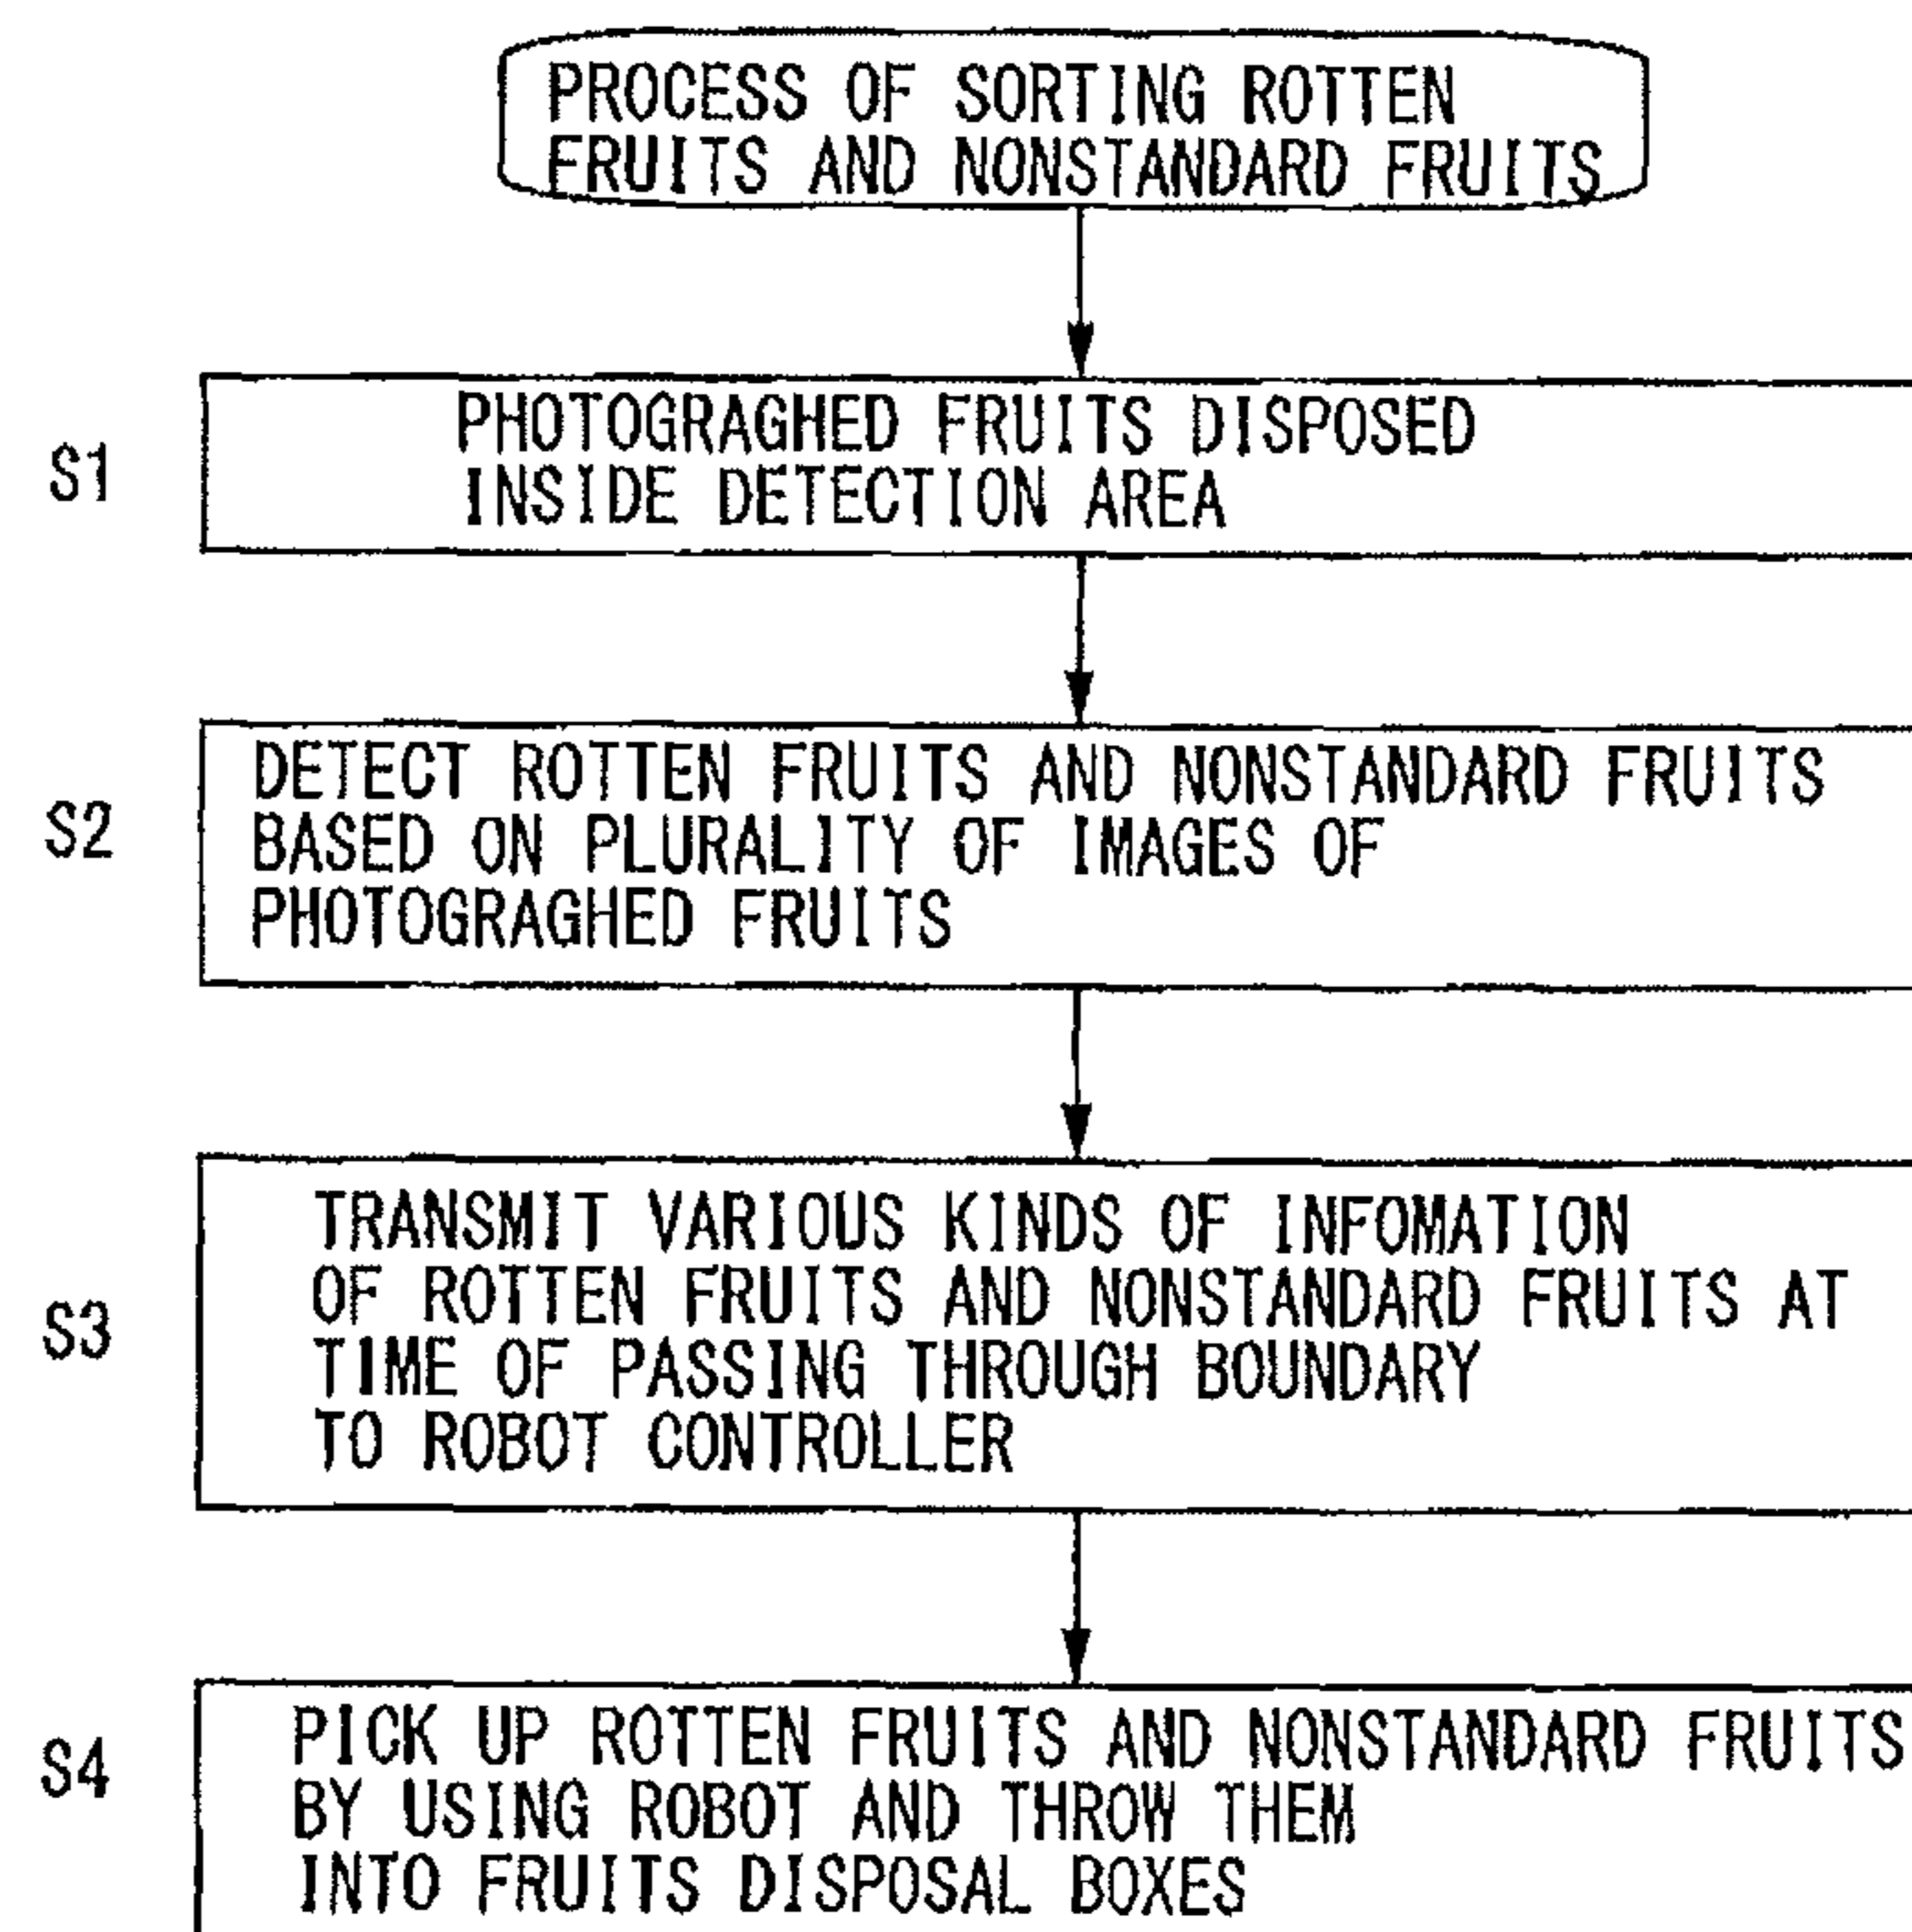 PROCESS OF SORTING ROTTEN
FRUITS AND NONSTANDARD FRUITS
S1
PHOTOGRAGHED FRUITS DISPOSED
INSIDE DETECTION AREA
S2
DETECT ROTTEN FRUITS AND NONSTANDARD FRUITS
BASED ON PLURALITY OF IMAGES OF
PHOTOGRAGHED FRUITS
S3
TRANSMIT VARIOUS KINDS OF INFOMATION
OF ROTTEN FRUITS AND NONSTANDARD FRUITS AT
TIME OF PASSING THROUGH BOUNDARY
TO ROBOT CONTROLLER
S4
PICK UP ROTTEN FRUITS AND NONSTANDARD FRUITS
BY USING ROBOT AND THROW THEM
INTO FRUITS DISPOSAL BOXES